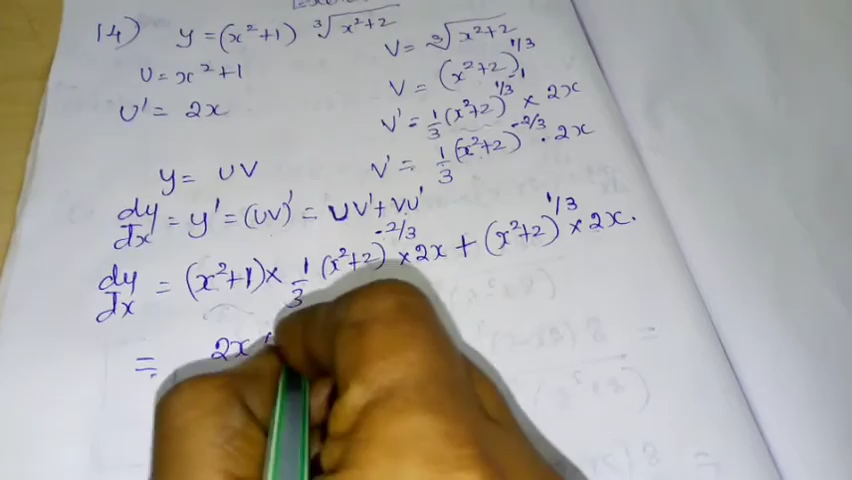 14) y = (x²+1) ∛(x²+2)
U = x²+1
U' = 2x
V = ∛(x²+2)
V = (x²+2)^1/3
V' = 1/3 (x²+2)^1/3-1 × 2x
V' = 1/3 (x²+2)^-2/3 · 2x
y = UV
dy/dx = y' = (UV)' = UV' + VU'
dy/dx = (x²+1) × 1/3 (x²+2)^-2/3 × 2x + (x²+2)^1/3 × 2x.
= 2x